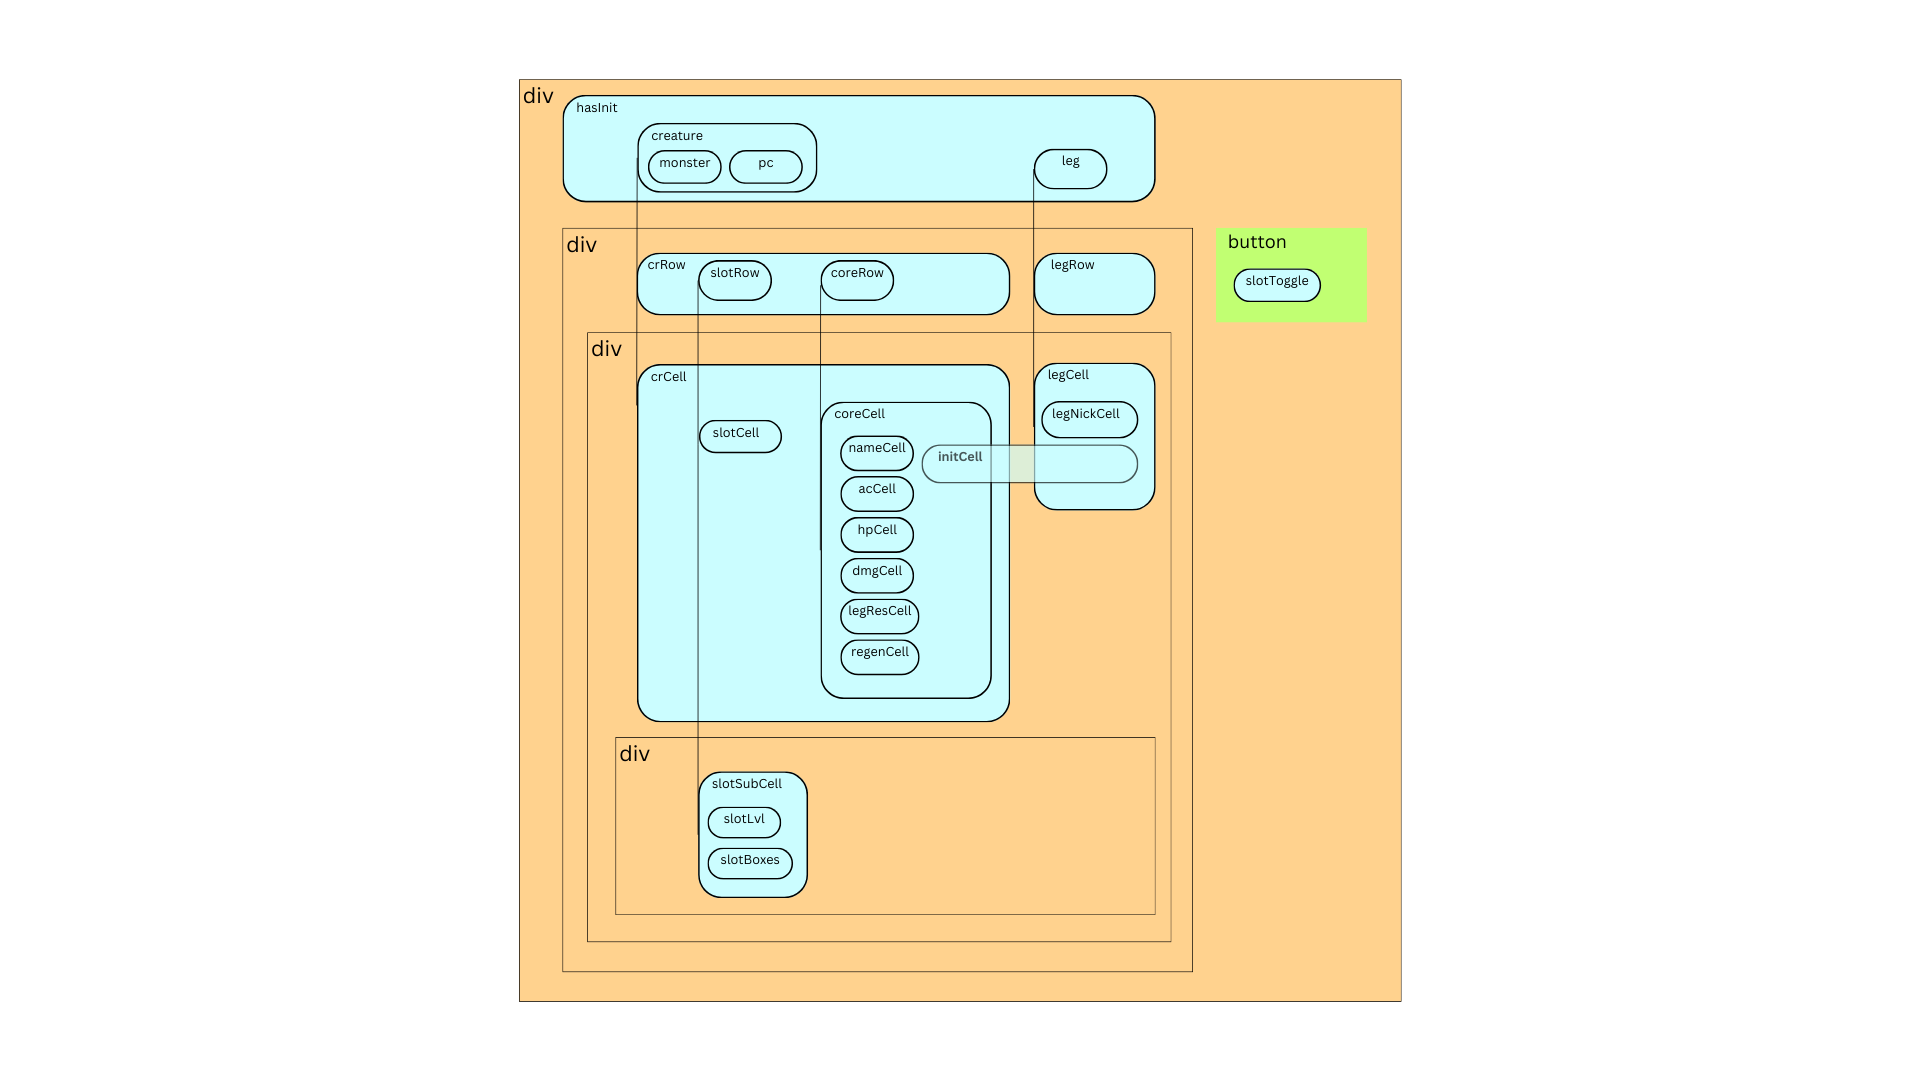 div
hasInit
creature
monster
pc
leg
div
crRow
slotRow
coreRow
legRow
button
slotToggle
div
crCell
slotCell
coreCell
nameCell
acCell
hpCell
dmgCell
legResCell
regenCell
initCell
legCell
legNickCell
div
slotSubCell
slotLvl
slotBoxes